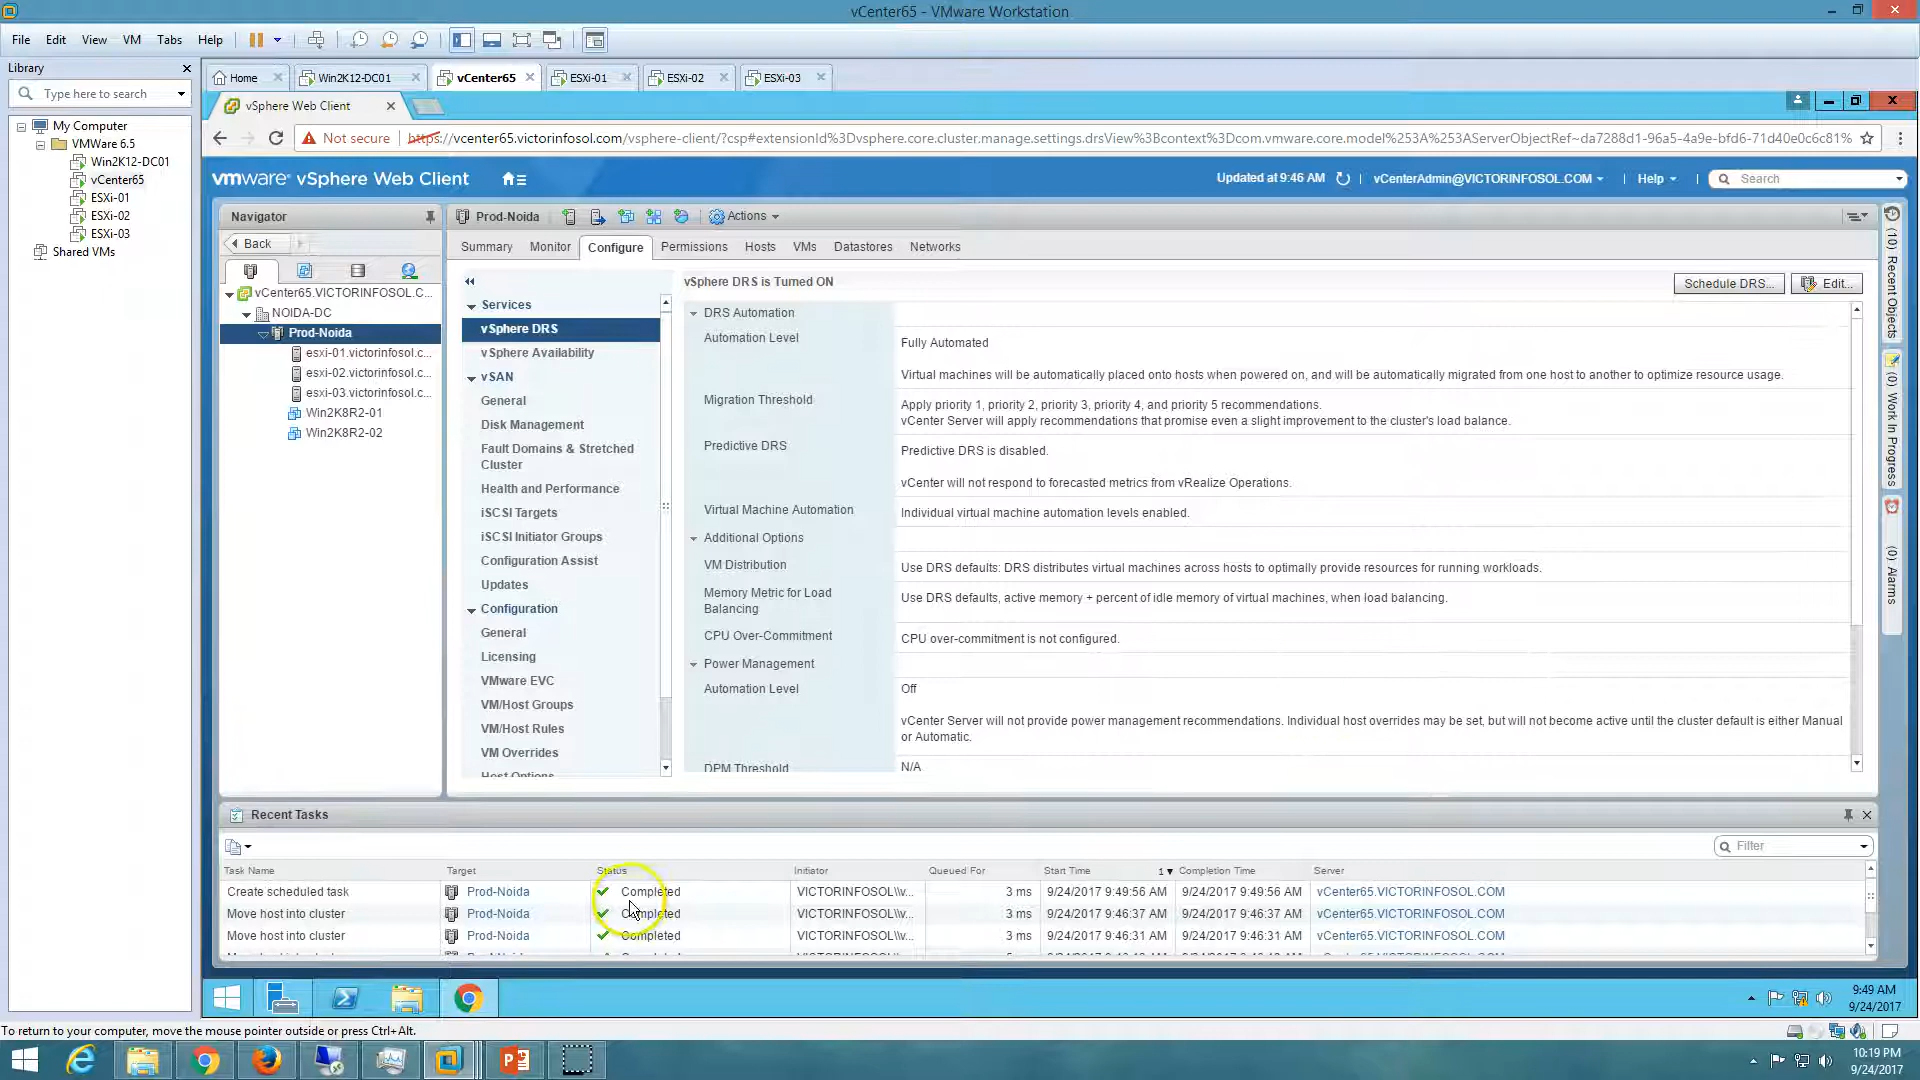 vCenter65 - VMware Workstation
File Edit View VM Tabs Help
Library
Type here to search
My Computer
VMWare 6.5
Win2K12-DC01
vCenter65
ESXi-01
ESXi-02
ESXi-03
Shared VMs
Home Win2K12-DC01 vCenter65 ESXi-01 ESXi-02 ESXi-03
vSphere Web Client
Not secure https://vcenter65.victorinfosol.com/vsphere-client/?csp#extensionId%3Dvsphere.core.cluster.manage.settings.drsView%3Bcontext%3Dcom.vmware.core.model%253A%253AServerObjectRef~da7288d1-96a5-4a9e-bfd6-71d40e0c6c81%
vmware® vSphere Web Client
Updated at 9:46 AM vCenterAdmin@VICTORINFOSOL.COM Help Search
Navigator
Back
vCenter65.VICTORINFOSOL.C...
NOIDA-DC
Prod-Noida
esxi-01.victorinfosol.c...
esxi-02.victorinfosol.c...
esxi-03.victorinfosol.c...
Win2K8R2-01
Win2K8R2-02
Prod-Noida Actions
Summary Monitor Configure Permissions Hosts VMs Datastores Networks
Services
vSphere DRS
vSphere Availability
vSAN
General
Disk Management
Fault Domains & Stretched
Cluster
Health and Performance
iSCSI Targets
iSCSI Initiator Groups
Configuration Assist
Updates
Configuration
General
Licensing
VMware EVC
VM/Host Groups
VM/Host Rules
VM Overrides
Host Options
vSphere DRS is Turned ON
Schedule DRS... Edit...
DRS Automation
Automation Level
Fully Automated
Virtual machines will be automatically placed onto hosts when powered on, and will be automatically migrated from one host to another to optimize resource usage.
Migration Threshold
Apply priority 1, priority 2, priority 3, priority 4, and priority 5 recommendations.
vCenter Server will apply recommendations that promise even a slight improvement to the cluster's load balance.
Predictive DRS
Predictive DRS is disabled.
vCenter will not respond to forecasted metrics from vRealize Operations.
Virtual Machine Automation
Individual virtual machine automation levels enabled.
Additional Options
VM Distribution
Use DRS defaults: DRS distributes virtual machines across hosts to optimally provide resources for running workloads.
Memory Metric for Load
Balancing
Use DRS defaults, active memory + percent of idle memory of virtual machines, when load balancing.
CPU Over-Commitment
CPU over-commitment is not configured.
Power Management
Automation Level
Off
vCenter Server will not provide power management recommendations. Individual host overrides may be set, but will not become active until the cluster default is either Manual
or Automatic.
DPM Threshold
N/A
(10) Recent Objects
(0) Work In Progress
(0) Alarms
Recent Tasks
Filter
Task Name Target Status Initiator Queued For Start Time 1 Completion Time Server
Create scheduled task Prod-Noida Completed VICTORINFOSOL\\v... 3 ms 9/24/2017 9:49:56 AM 9/24/2017 9:49:56 AM vCenter65.VICTORINFOSOL.COM
Move host into cluster Prod-Noida Completed VICTORINFOSOL\\v... 3 ms 9/24/2017 9:46:37 AM 9/24/2017 9:46:37 AM vCenter65.VICTORINFOSOL.COM
Move host into cluster Prod-Noida Completed VICTORINFOSOL\\v... 3 ms 9/24/2017 9:46:31 AM 9/24/2017 9:46:31 AM vCenter65.VICTORINFOSOL.COM
9:49 AM
9/24/2017
To return to your computer, move the mouse pointer outside or press Ctrl+Alt.
10:19 PM
9/24/2017